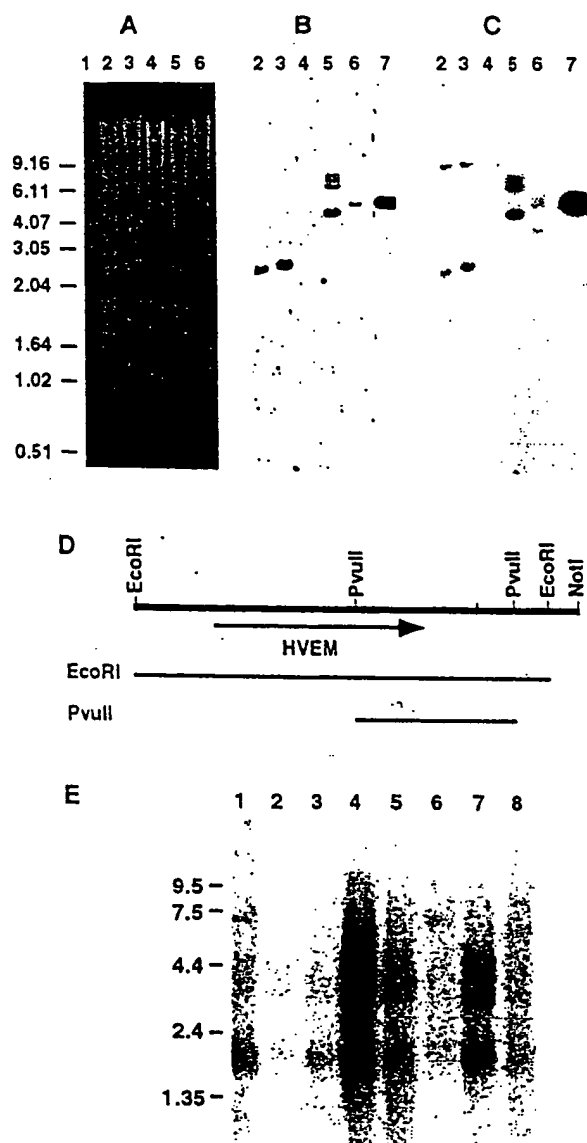 A B C
1 2 3 4 5 6 2 3 4 5 6 7 2 3 4 5 6 7
9.16
6.11
4.07
3.05
2.04
1.64
1.02
0.51
D
EcoRI PvuII PvuII EcoRI NotI
HVEM
EcoRI
PvuII
E
1 2 3 4 5 6 7 8
9.5
7.5
4.4
2.4
1.35